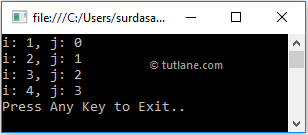 file:///C:/Users/surdasa...
i: 1, j: 0
i: 2, j: 1
© tutlane.com
i: 3, j: 2
i: 4, j: 3
Press Any Key to Exit..